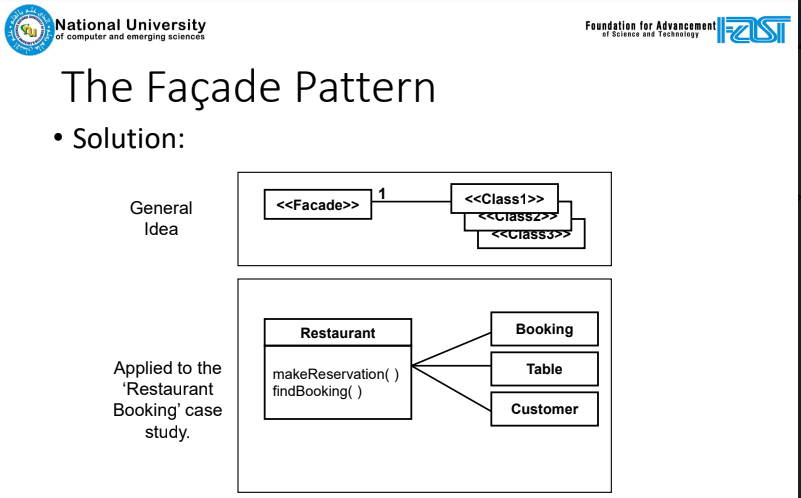 National University
of computer and emerging sciences
Foundation for Advancement
of Science and Technology
FAST
The Façade Pattern
• Solution:
General
Idea
<<Facade>>
1
<<Class1>>
<<Class2>>
<<Class3>>
Applied to the
‘Restaurant
Booking’ case
study.
Restaurant
makeReservation( )
findBooking( )
Booking
Table
Customer